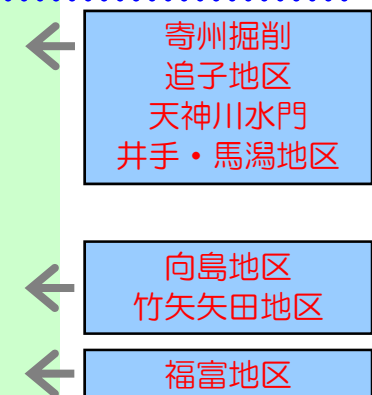 寄州掘削
追子地区
天神川水門
井手・馬潟地区
向島地区
竹矢矢田地区
福富地区